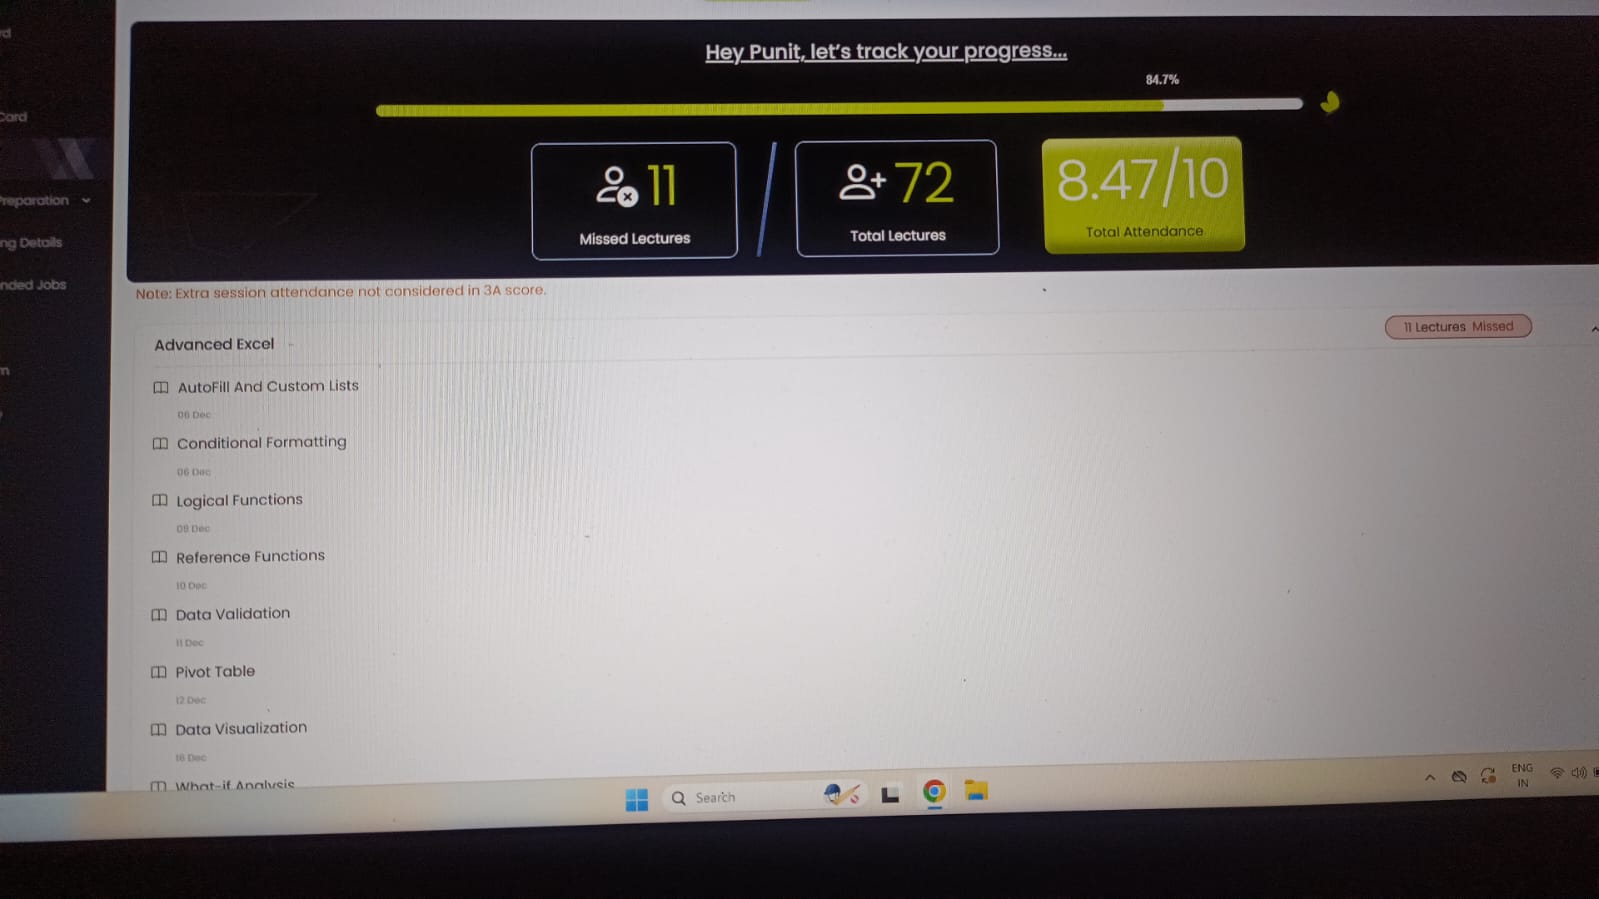 Hey Punit, let's track your progress...
84.7%
11
Missed Lectures
72
Total Lectures
8.47/10
Total Attendance
Card
Preparation
ng Details
nded Jobs
Note: Extra session attendance not considered in 3A score.
11 Lectures Missed
Advanced Excel
AutoFill And Custom Lists
06 Dec
Conditional Formatting
06 Dec
Logical Functions
09 Dec
Reference Functions
10 Dec
Data Validation
11 Dec
Pivot Table
12 Dec
Data Visualization
16 Dec
What-if Analysis
Search
ENG
IN